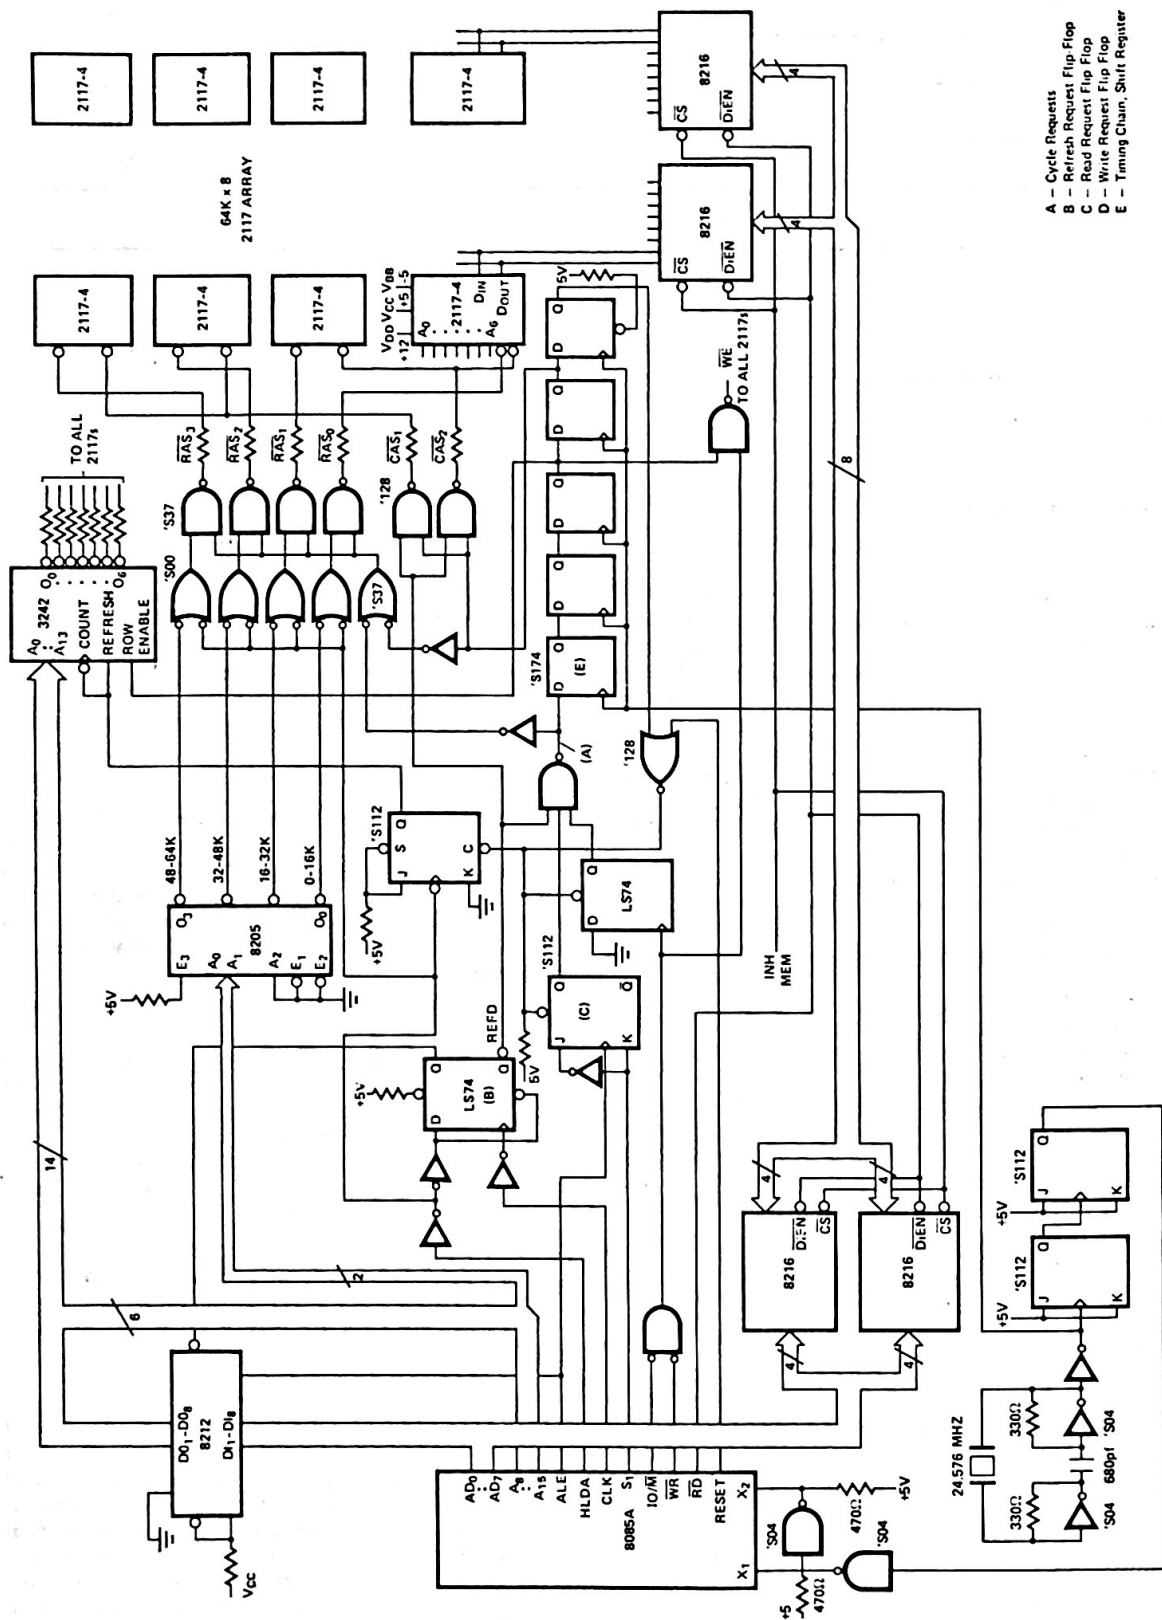 2117-4
2117-4
2117-4
2117-4
64K x 8
2117 ARRAY
2117-4
2117-4
2117-4
VDD VCC VBB
+12 +5 -5
A0
A6
2117-4
DIN
DOUT
8216
CS
DIEN
4
8216
CS
DIEN
4
A – Cycle Requests
B – Refresh Request Flip-Flop
C – Read Request Flip Flop
D – Write Request Flip Flop
E – Timing Chain, Shift Register
TO ALL
2117s
RAS3
RAS2
RAS1
RAS0
CAS1
CAS2
'S37
'128
'S00
'S37
A0
A13
3242
O0
O6
COUNT
REFRESH
ROW
ENABLE
5V
D
Q
D
Q
D
Q
D
Q
D
Q
(E)
'S174
WE
TO ALL 2117s
8
48-64K
32-48K
16-32K
0-16K
+5V
E3
A0
A1
A2
E1
E2
8205
O3
O0
'S112
J
S
Q
K
C
+5V
(A)
'128
D
Q
LS74
'S112
J
Q
(C)
K
Q
5V
REFD
+5V
D
Q
LS74
(B)
Q
INH
MEM
14
6
2
DO1-DO8
8212
DI1-DI8
VCC
AD0
AD7
A8
A15
ALE
HLDA
CLK
S1
IO/M
WR
RD
RESET
8085A
X1
X2
'S04
470Ω
+5V
+5
470Ω
'S04
8216
DIEN
CS
4
4
8216
DIEN
CS
4
4
24.576 MHZ
330Ω
330Ω
'S04
680pf
'S04
+5V
'S112
J
Q
K
+5V
'S112
J
Q
K